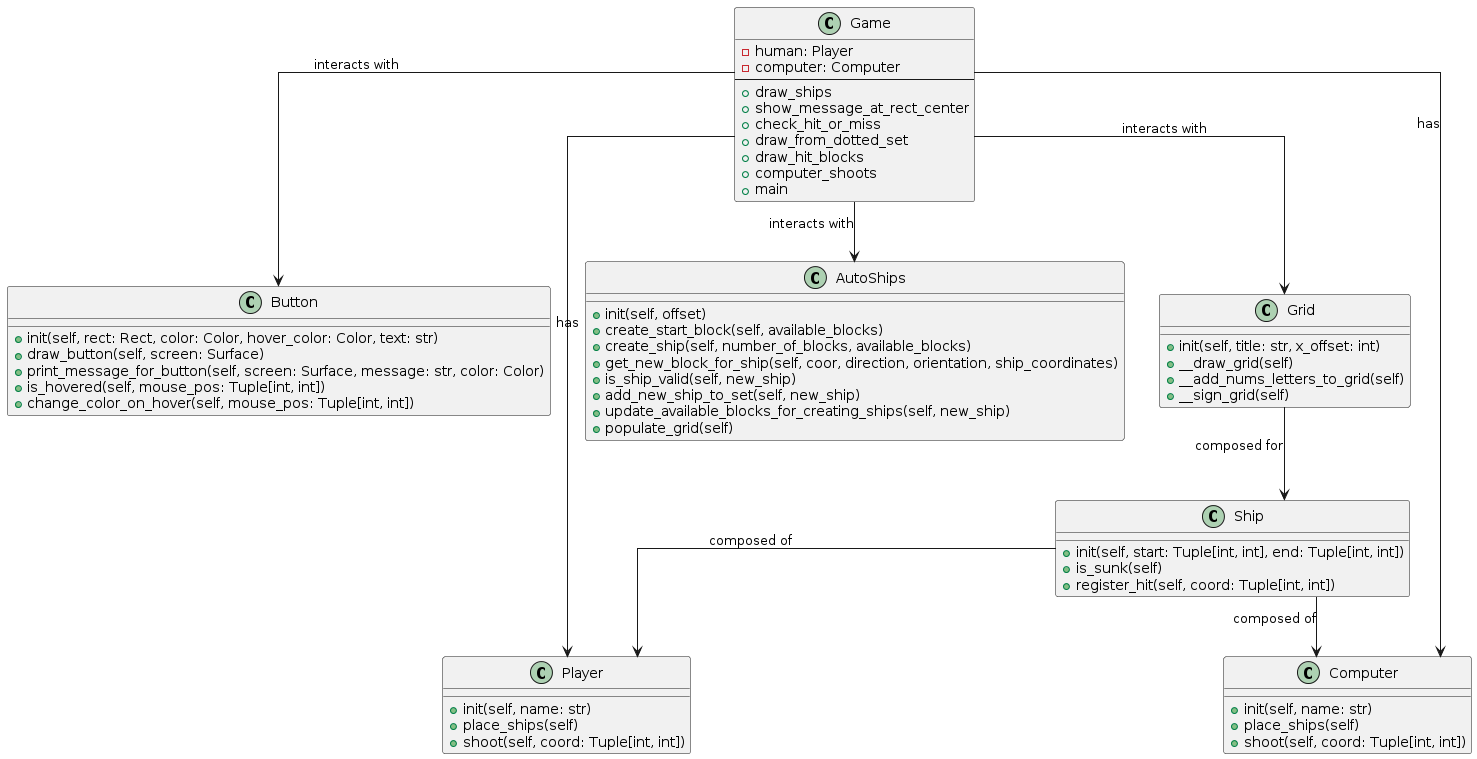 C Game
human: Player
computer: Computer
draw_ships
show_message_at_rect_center
check_hit_or_miss
draw_from_dotted_set
draw_hit_blocks
computer_shoots
main
interacts with
has
interacts with
interacts with
has
C Button
init(self, rect: Rect, color: Color, hover_color: Color, text: str)
draw_button(self, screen: Surface)
print_message_for_button(self, screen: Surface, message: str, color: Color)
is_hovered(self, mouse_pos: Tuple[int, int])
change_color_on_hover(self, mouse_pos: Tuple[int, int])
C AutoShips
init(self, offset)
create_start_block(self, available_blocks)
create_ship(self, number_of_blocks, available_blocks)
get_new_block_for_ship(self, coor, direction, orientation, ship_coordinates)
is_ship_valid(self, new_ship)
add_new_ship_to_set(self, new_ship)
update_available_blocks_for_creating_ships(self, new_ship)
populate_grid(self)
C Grid
init(self, title: str, x_offset: int)
__draw_grid(self)
__add_nums_letters_to_grid(self)
__sign_grid(self)
composed for
C Ship
init(self, start: Tuple[int, int], end: Tuple[int, int])
is_sunk(self)
register_hit(self, coord: Tuple[int, int])
composed of
composed of
C Player
init(self, name: str)
place_ships(self)
shoot(self, coord: Tuple[int, int])
C Computer
init(self, name: str)
place_ships(self)
shoot(self, coord: Tuple[int, int])